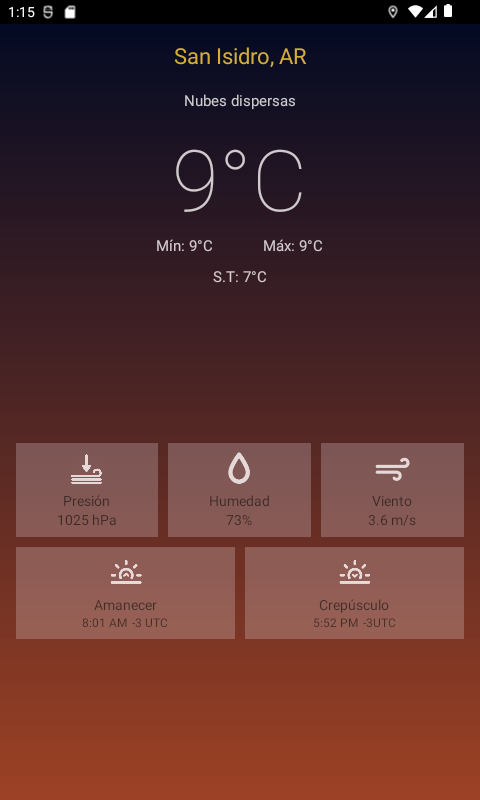 1:15
San Isidro, AR
Nubes dispersas
9°C
Mín: 9°C Máx: 9°C
S.T: 7°C
Presión Humedad Viento
1025 hPa 73% 3.6 m/s
Amanecer Crepúsculo
8:01 AM -3 UTC 5:52 PM -3UTC